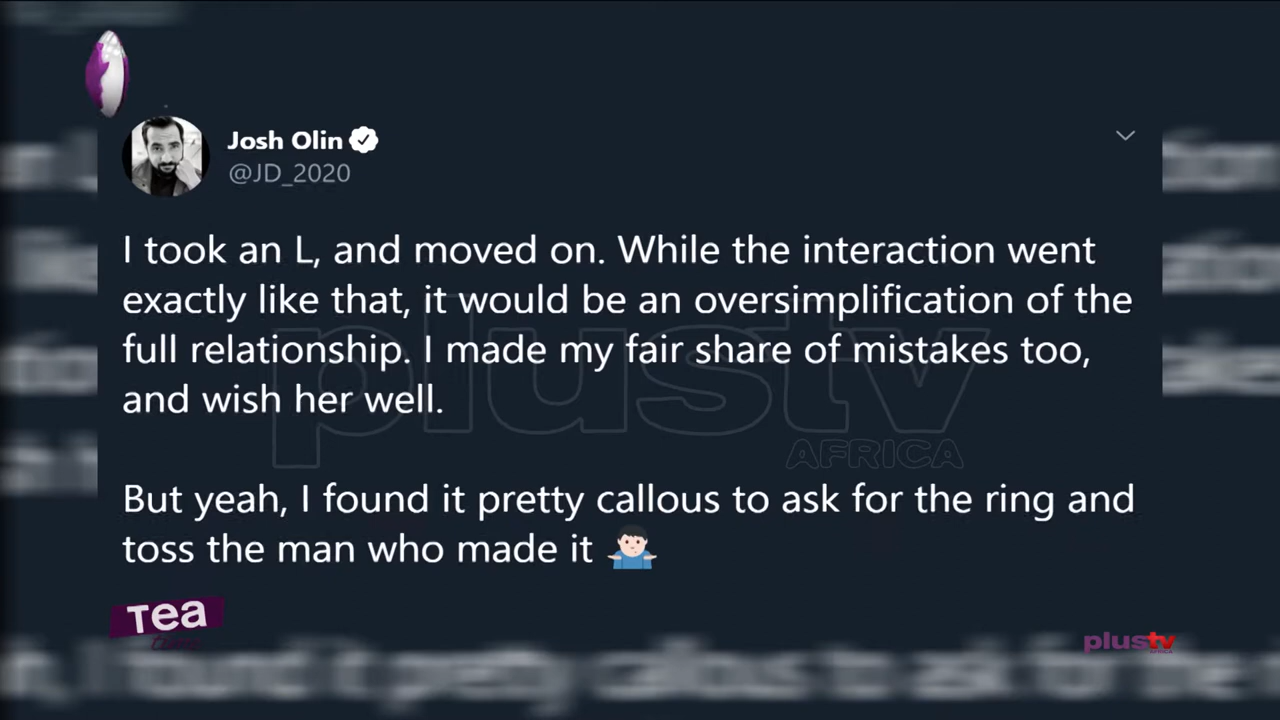 Josh Olin
@JD_2020
I took an L, and moved on. While the interaction went
exactly like that, it would be an oversimplification of the
full relationship. I made my fair share of mistakes too,
and wish her well.
plustv
AFRICA
But yeah, I found it pretty callous to ask for the ring and
toss the man who made it 🤷🏻‍♂️
Tea
Time
plustv
AFRICA